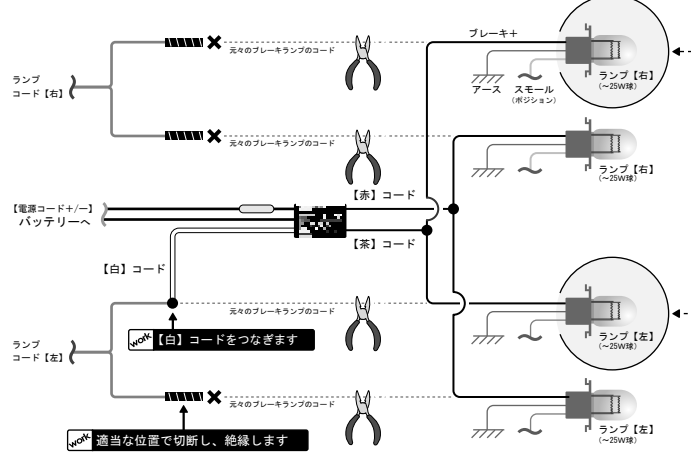 ブレーキ+
元々のブレーキランプのコード
ランプ
コード【右】
アース
スモール
(ポジション)
ランプ【右】
(~25W球)
元々のブレーキランプのコード
ランプ【右】
(~25W球)
【赤】コード
【電源コード+/ー】
バッテリーへ
【茶】コード
【白】コード
元々のブレーキランプのコード
work 【白】コードをつなぎます
ランプ
コード【左】
ランプ【左】
(~25W球)
元々のブレーキランプのコード
ランプ【左】
(~25W球)
work 適当な位置で切断し、絶縁します